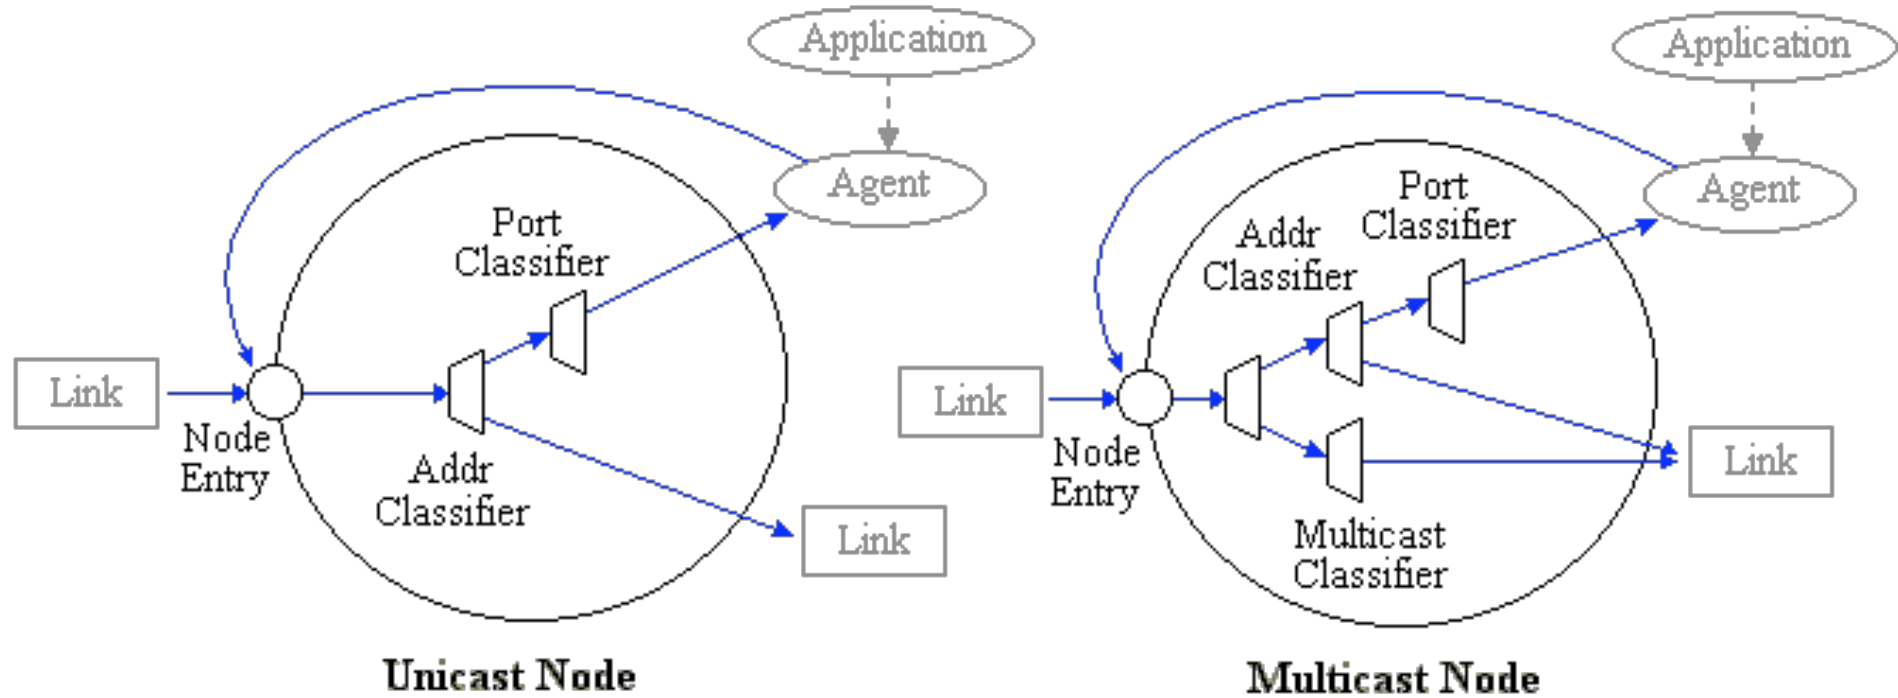 Application
Agent
Port
Classifier
Link
Node
Entry
Addr
Classifier
Link
Unicast Node
Application
Agent
Port
Classifier
Addr
Classifier
Link
Node
Entry
Link
Multicast
Classifier
Multicast Node